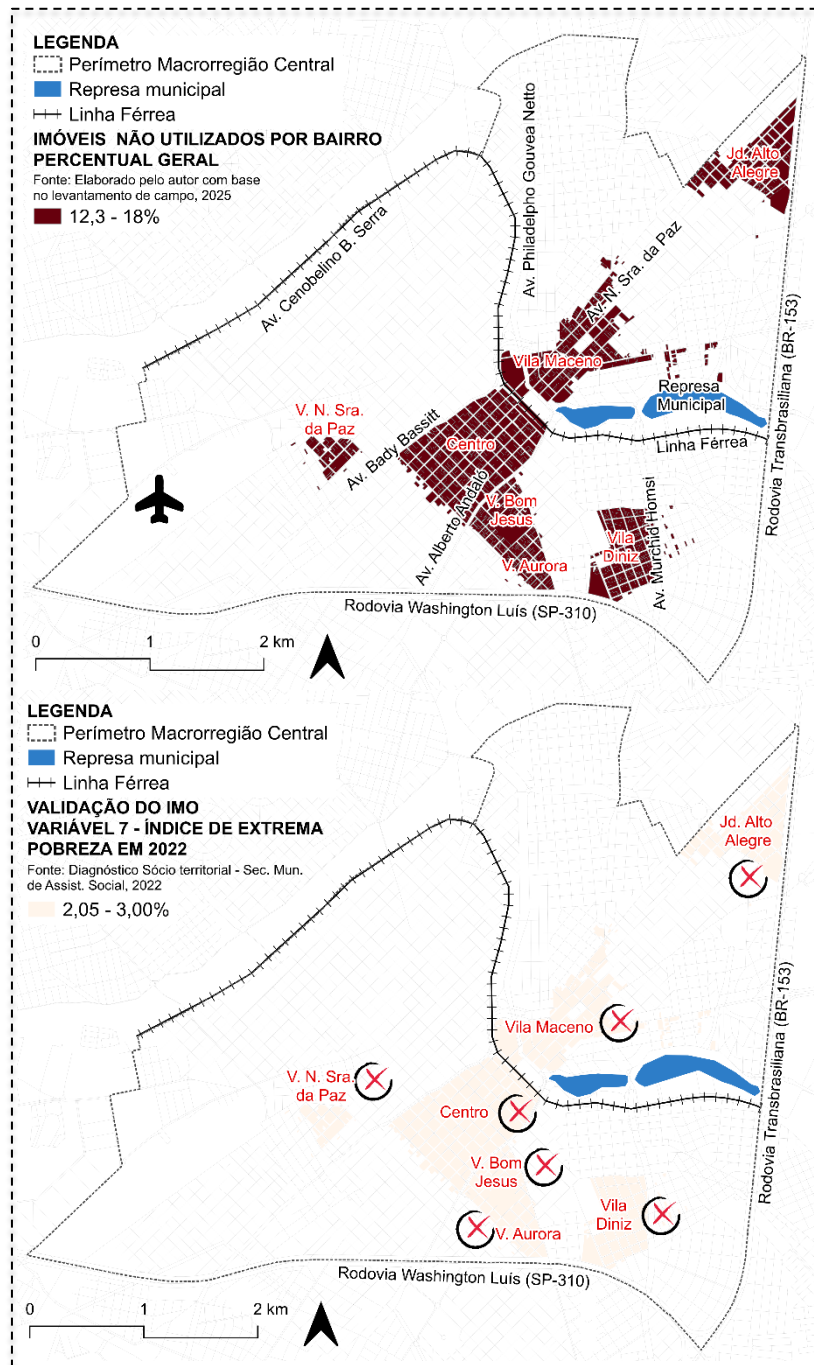 LEGENDA
Perímetro Macrorregião Central
Represa municipal
Linha Férrea
IMÓVEIS NÃO UTILIZADOS POR BAIRRO
PERCENTUAL GERAL
Fonte: Elaborado pelo autor com base
no levantamento de campo, 2025
12,3 - 18%
Av. Philadelpho Gouvea Netto
Jd. Alto
Alegre
Av. Cenobelino B. Serra
Av. N. Sra. da Paz
Vila Maceno
Represa
Municipal
Rodovia Transbrasiliana (BR-153)
V. N. Sra.
da Paz
Av. Bady Bassitt
Centro
Linha Férrea
Av. Alberto Andaló
V. Bom
Jesus
V. Aurora
Vila
Diniz
Av. Murchid Homsi
Rodovia Washington Luís (SP-310)
0 1 2 km
LEGENDA
Perímetro Macrorregião Central
Represa municipal
Linha Férrea
VALIDAÇÃO DO IMO
VARIÁVEL 7 - ÍNDICE DE EXTREMA
POBREZA EM 2022
Fonte: Diagnóstico Sócio territorial - Sec. Mun.
de Assist. Social, 2022
2,05 - 3,00%
Jd. Alto
Alegre
Vila Maceno
Rodovia Transbrasiliana (BR-153)
V. N. Sra.
da Paz
Centro
V. Bom
Jesus
Vila
Diniz
V. Aurora
Rodovia Washington Luís (SP-310)
0 1 2 km